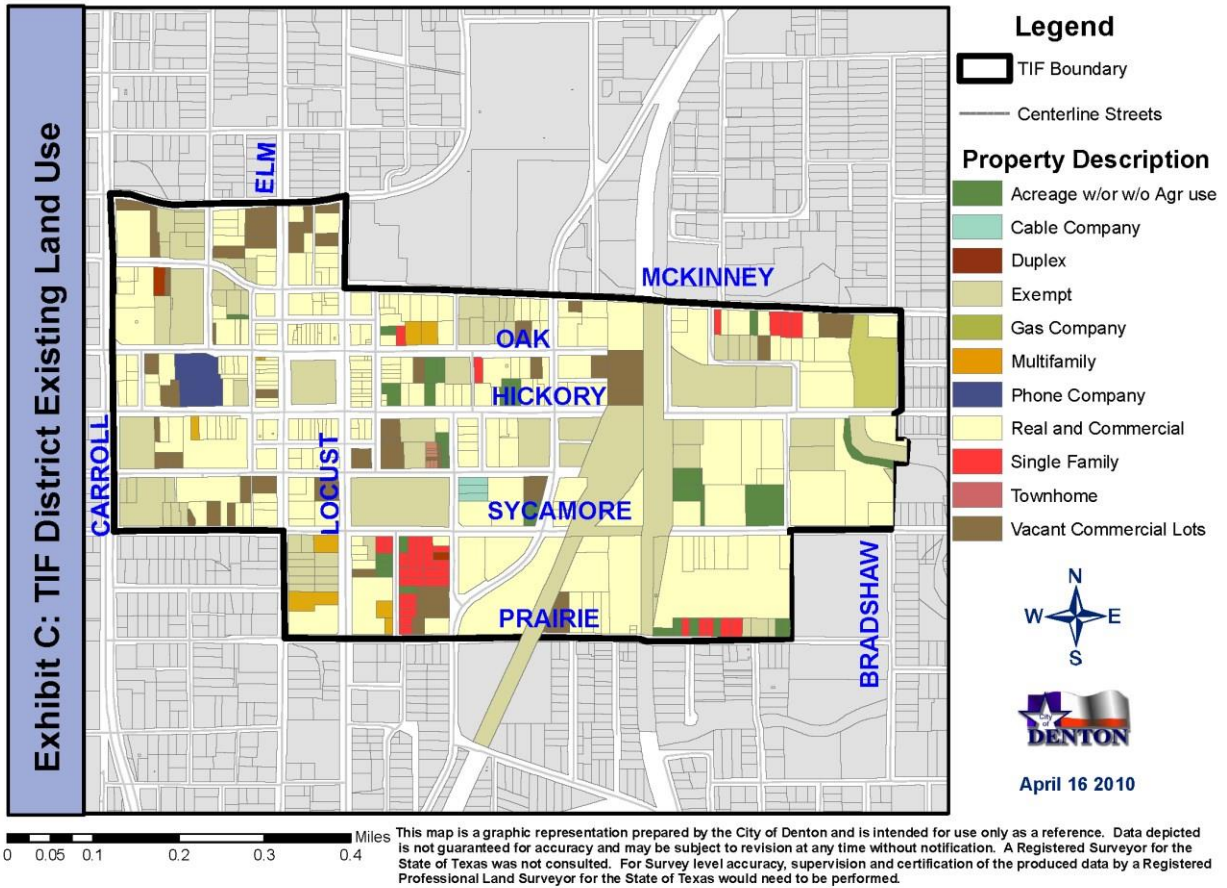 Exhibit C: TIF District Existing Land Use
ELM
MCKINNEY
OAK
HICKORY
CARROLL
LOCUST
SYCAMORE
PRAIRIE
BRADSHAW
Legend
TIF Boundary
Centerline Streets
Property Description
Acreage w/or w/o Agr use
Cable Company
Duplex
Exempt
Gas Company
Multifamily
Phone Company
Real and Commercial
Single Family
Townhome
Vacant Commercial Lots
N
W E
S
City
of
DENTON
April 16 2010
Miles
0 0.05 0.1 0.2 0.3 0.4
This map is a graphic representation prepared by the City of Denton and is intended for use only as a reference. Data depicted
is not guaranteed for accuracy and may be subject to revision at any time without notification. A Registered Surveyor for the
State of Texas was not consulted. For Survey level accuracy, supervision and certification of the produced data by a Registered
Professional Land Surveyor for the State of Texas would need to be performed.